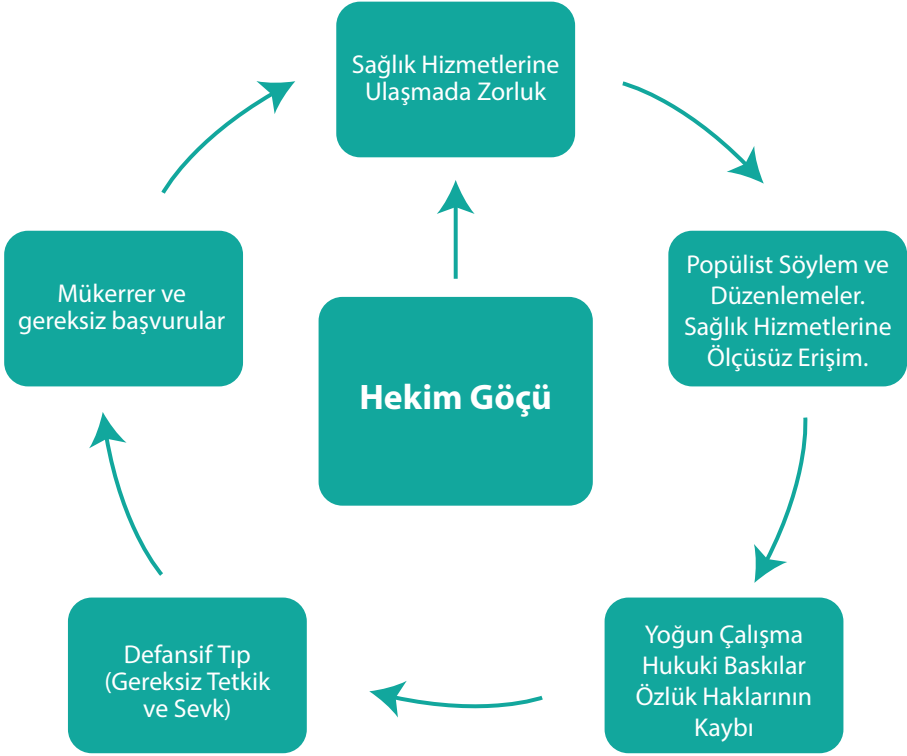 Sağlık Hizmetlerine
Ulaşmada Zorluk
Popülist Söylem ve
Düzenlemeler.
Sağlık Hizmetlerine
Ölçüsüz Erişim.
Yoğun Çalışma
Hukuki Baskılar
Özlük Haklarının
Kaybı
Defansif Tıp
(Gereksiz Tetkik
ve Sevk)
Mükerrer ve
gereksiz başvurular
Hekim Göçü